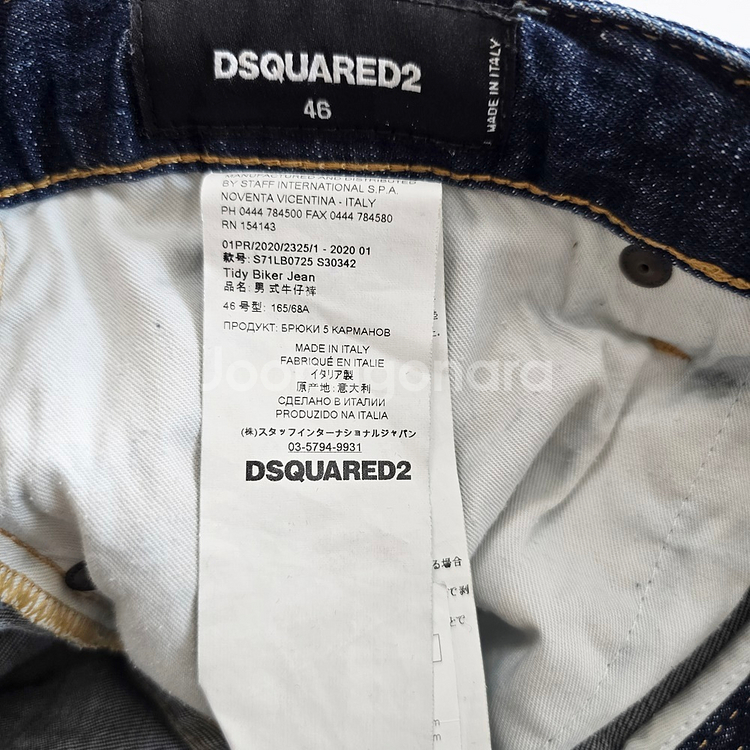 DSQUARED2
46
MADE IN ITALY
MANUFACTURED AND DISTRIBUTED
BY STAFF INTERNATIONAL S.P.A.
NOVENTA VICENTINA - ITALY
PH 0444 784500 FAX 0444 784580
RN 154143
01PR/2020/2325/1 - 2020 01
款号: S71LB0725 S30342
Tidy Biker Jean
品名: 男式牛仔裤
46 号型: 165/68A
ПРОДУКТ: БРЮКИ 5 КАРМАНОВ
MADE IN ITALY
FABRIQUÉ EN ITALIE
イタリア製
原产地: 意大利
СДЕЛАНО В ИТАЛИИ
PRODUZIDO NA ITALIA
(株)スタッフインターナショナルジャパン
03-5794-9931
DSQUARED2
Joonggonara
る場合